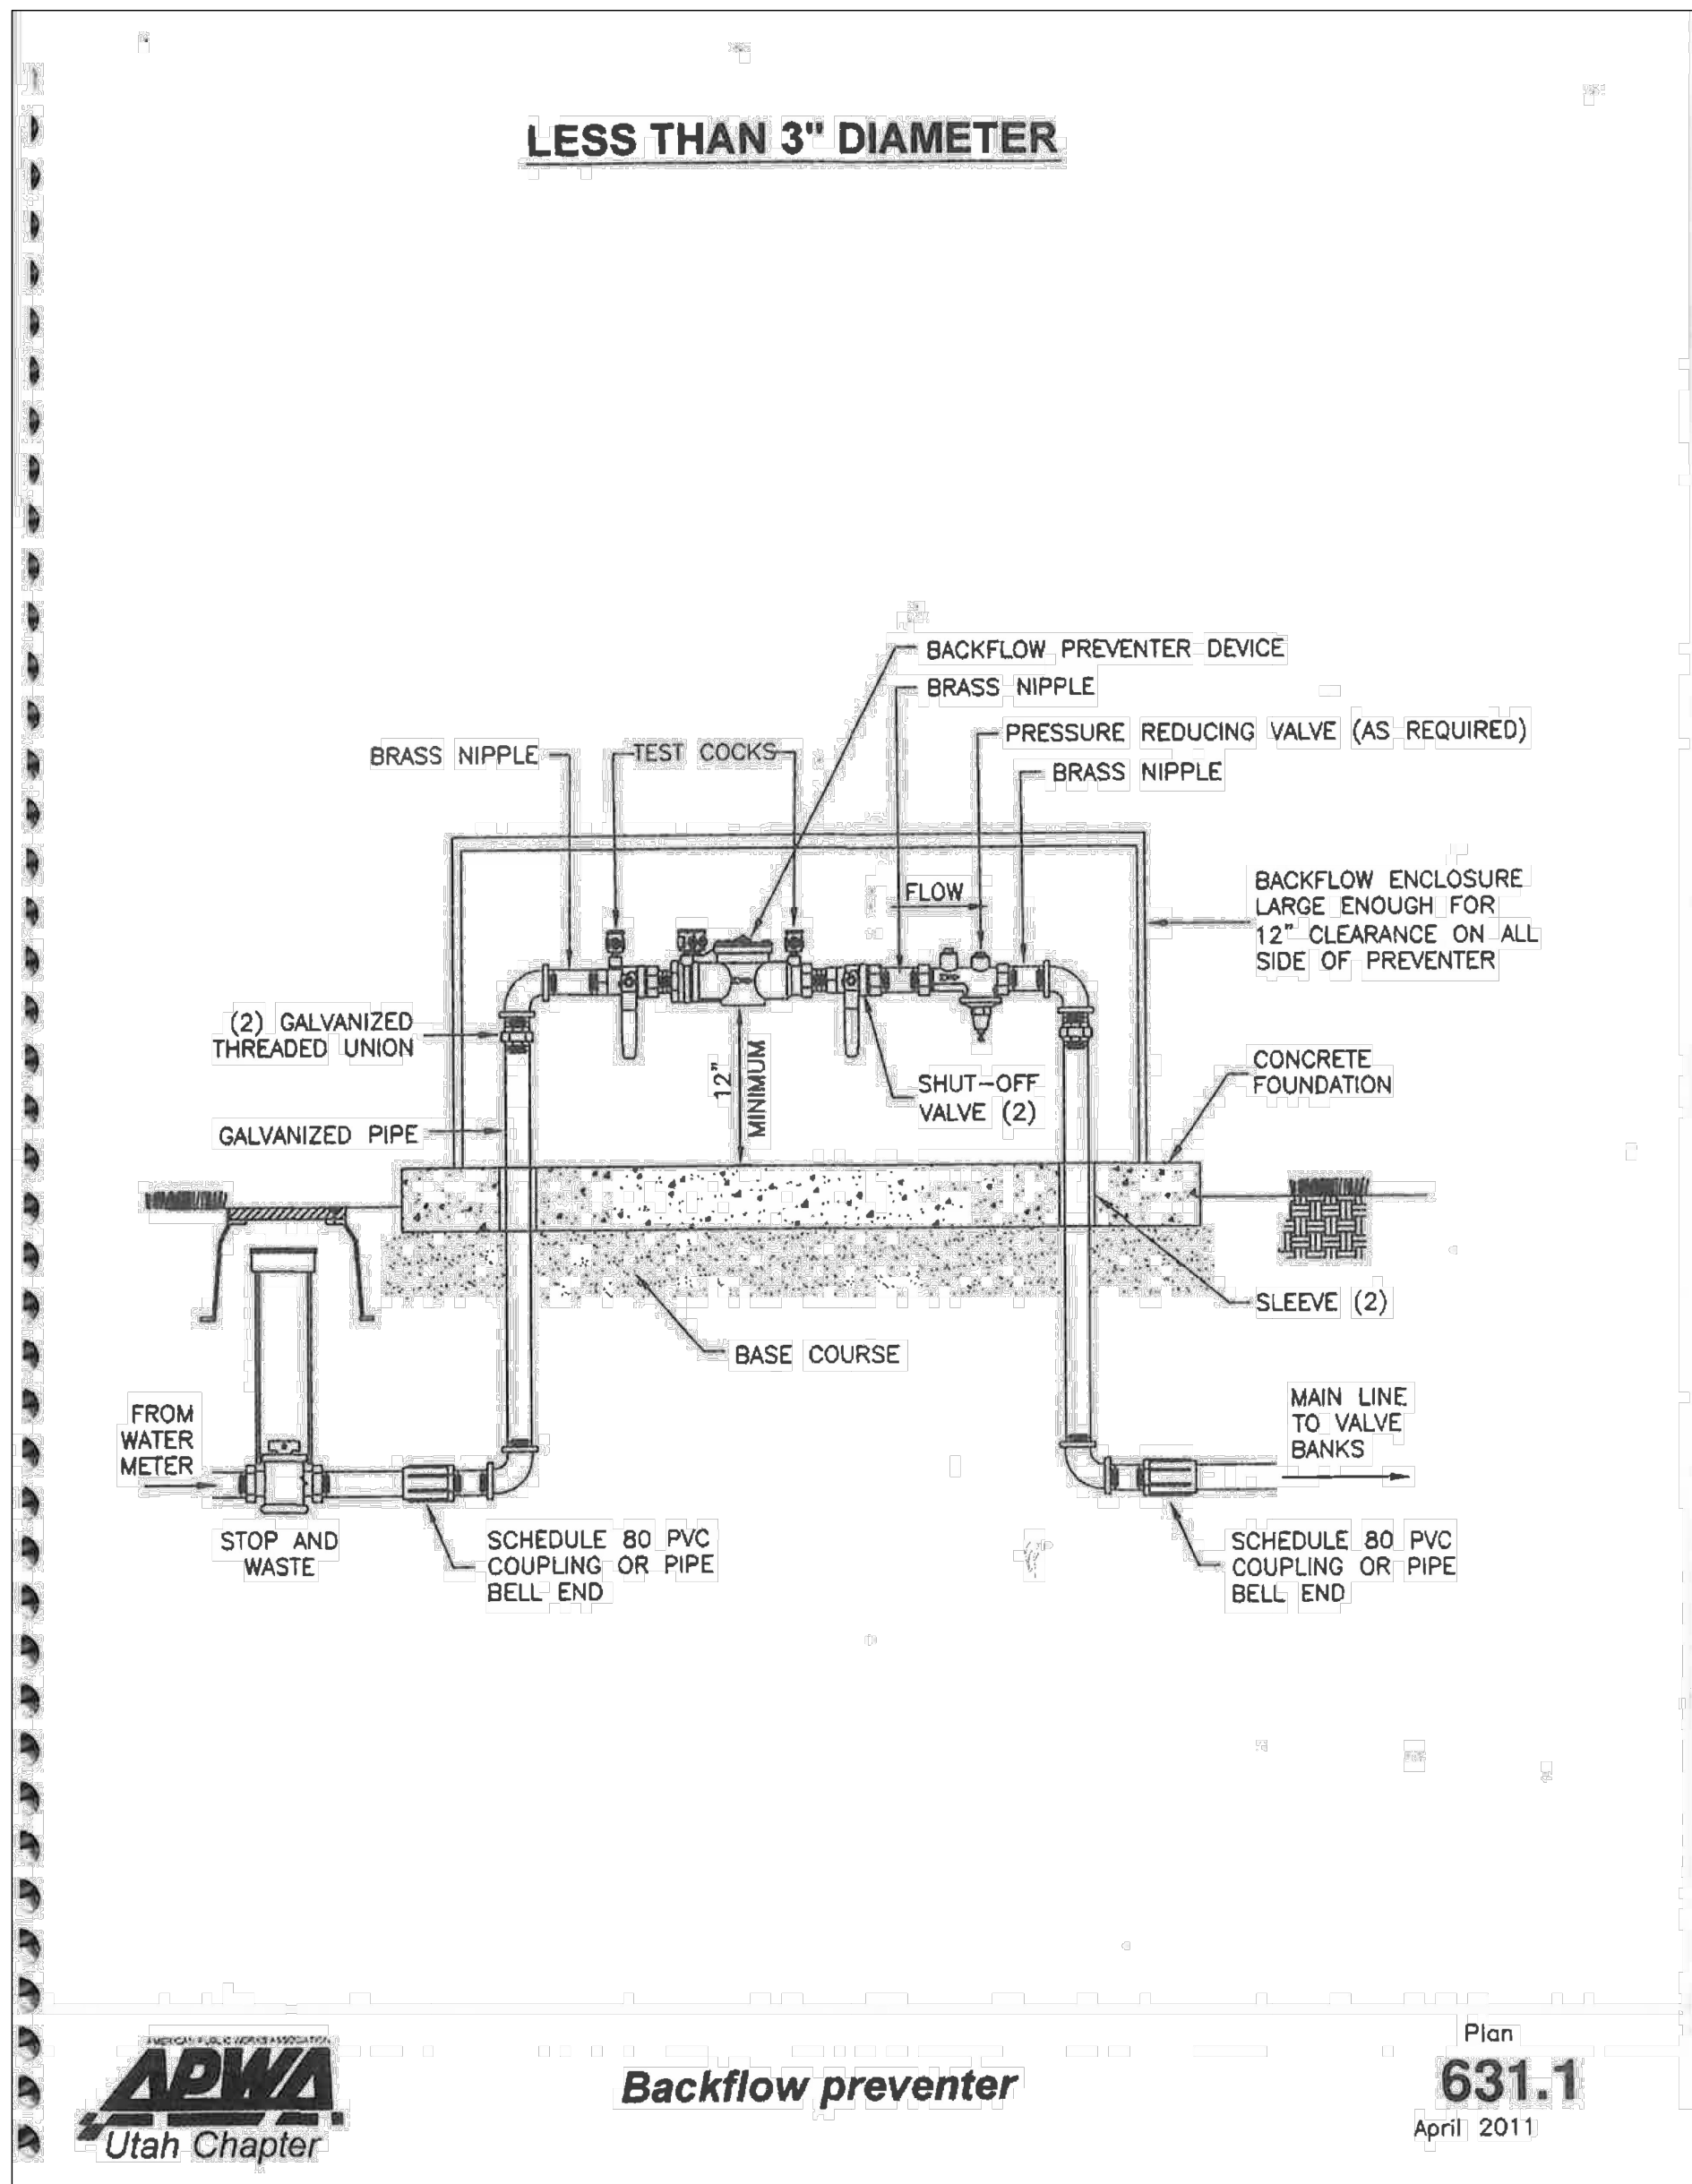 LESS THAN 3" DIAMETER
BACKFLOW PREVENTER DEVICE
BRASS NIPPLE
PRESSURE REDUCING VALVE (AS REQUIRED)
BRASS NIPPLE
TEST COCKS
BRASS NIPPLE
FLOW
BACKFLOW ENCLOSURE
LARGE ENOUGH FOR
12" CLEARANCE ON ALL
SIDE OF PREVENTER
(2) GALVANIZED
THREADED UNION
12"
MINIMUM
SHUT-OFF
VALVE (2)
CONCRETE
FOUNDATION
GALVANIZED PIPE
SLEEVE (2)
BASE COURSE
FROM
WATER
METER
MAIN LINE
TO VALVE
BANKS
STOP AND
WASTE
SCHEDULE 80 PVC
COUPLING OR PIPE
BELL END
SCHEDULE 80 PVC
COUPLING OR PIPE
BELL END
AMERICAN PUBLIC WORKS ASSOCIATION
APWA
Utah Chapter
Backflow preventer
Plan
631.1
April 2011